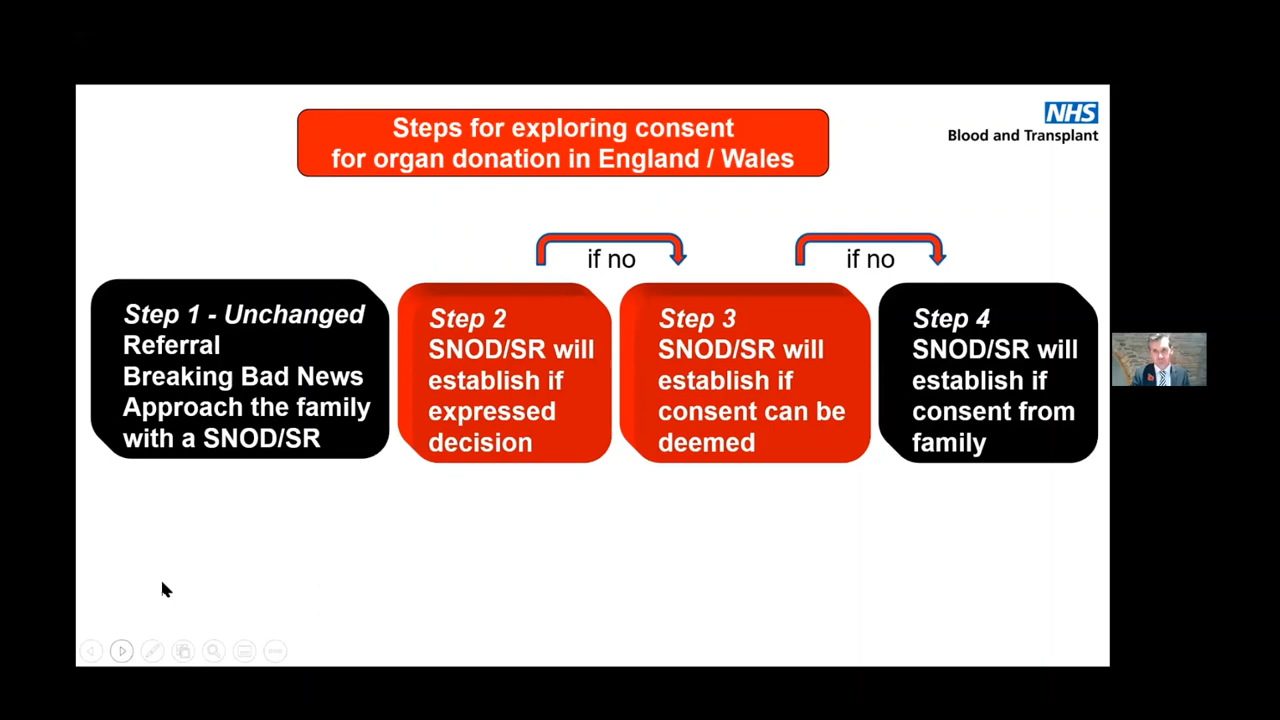 Steps for exploring consent
for organ donation in England / Wales
NHS
Blood and Transplant
if no
if no
Step 1 - Unchanged
Referral
Breaking Bad News
Approach the family
with a SNOD/SR
Step 2
SNOD/SR will
establish if
expressed
decision
Step 3
SNOD/SR will
establish if
consent can be
deemed
Step 4
SNOD/SR will
establish if
consent from
family